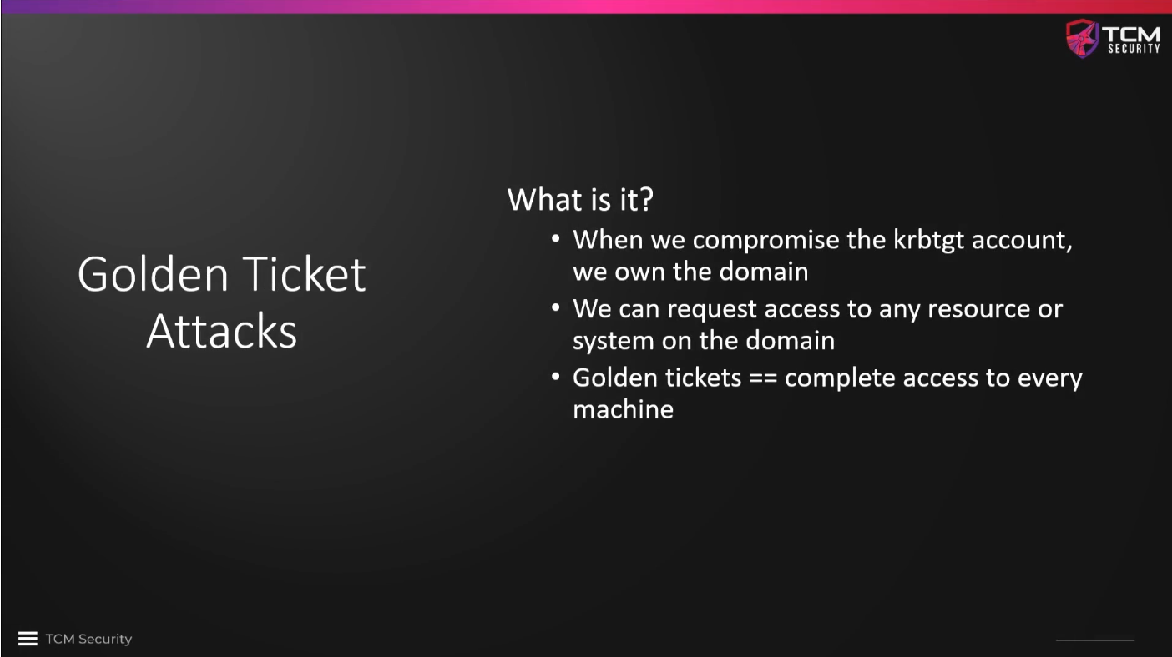 TCM
SECURITY
Golden Ticket
Attacks
What is it?
• When we compromise the krbtgt account,
we own the domain
• We can request access to any resource or
system on the domain
• Golden tickets == complete access to every
machine
TCM Security